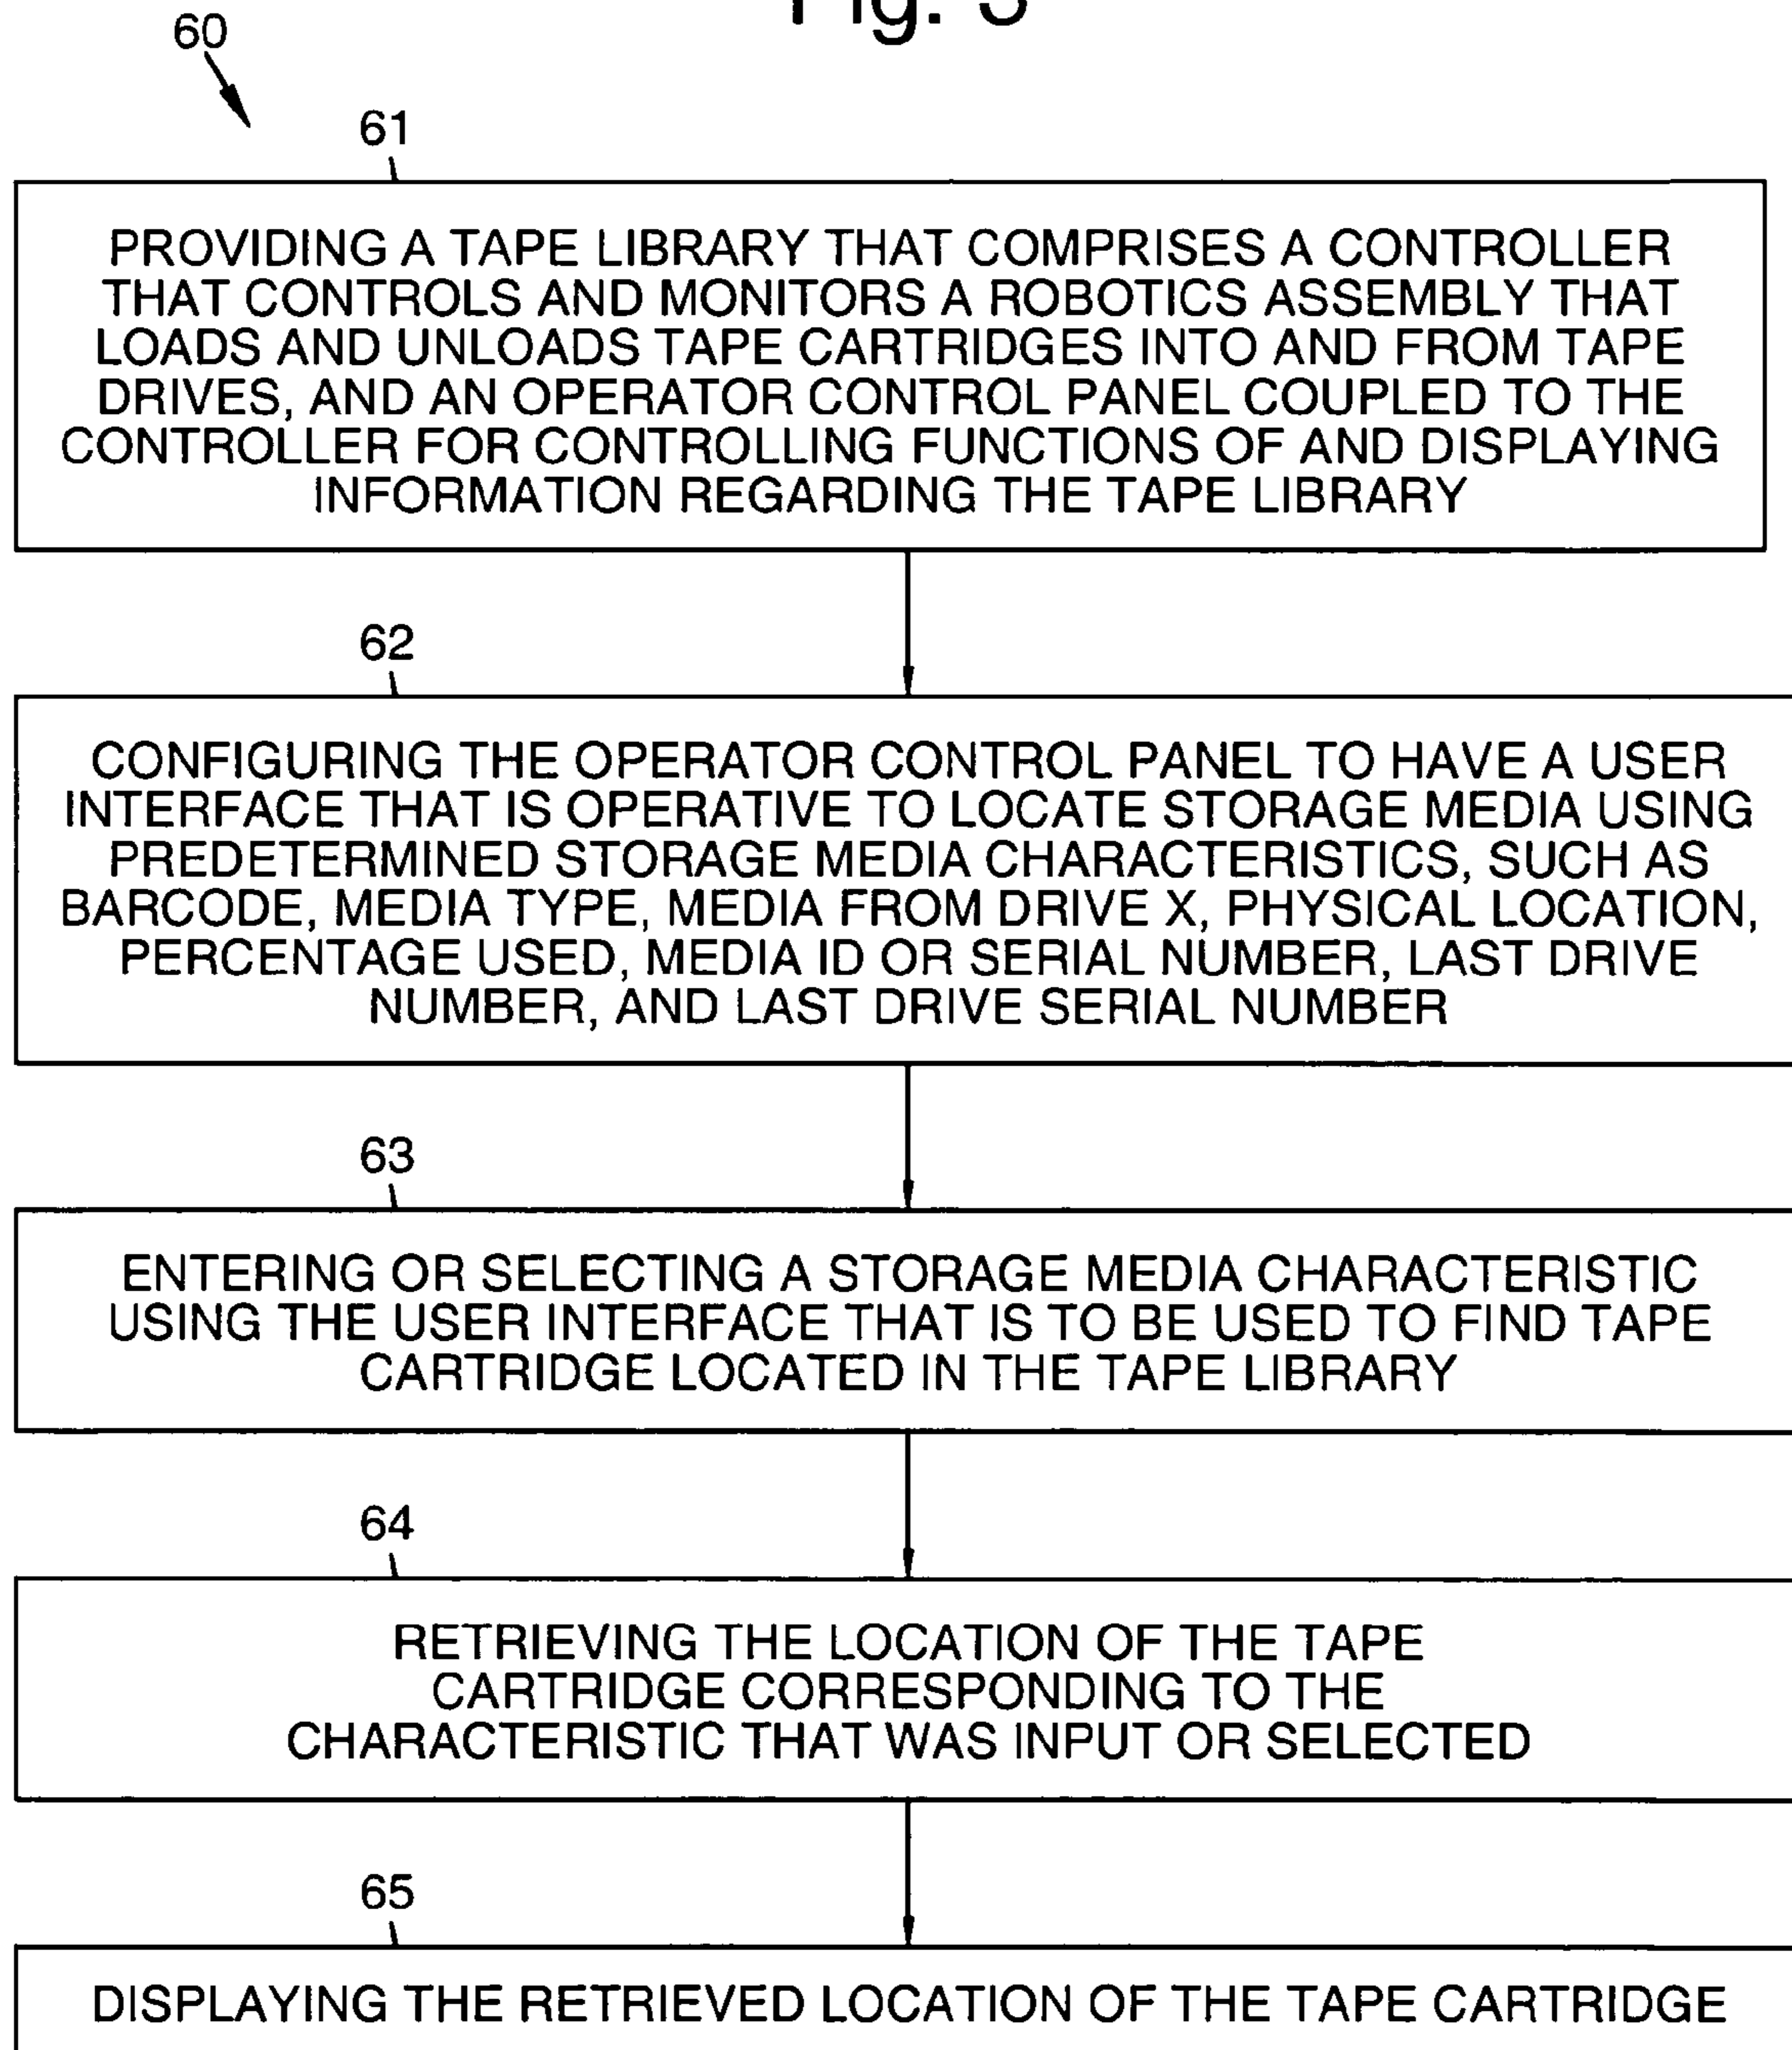 Fig. 3
60
61
PROVIDING A TAPE LIBRARY THAT COMPRISES A CONTROLLER
THAT CONTROLS AND MONITORS A ROBOTICS ASSEMBLY THAT
LOADS AND UNLOADS TAPE CARTRIDGES INTO AND FROM TAPE
DRIVES, AND AN OPERATOR CONTROL PANEL COUPLED TO THE
CONTROLLER FOR CONTROLLING FUNCTIONS OF AND DISPLAYING
INFORMATION REGARDING THE TAPE LIBRARY
62
CONFIGURING THE OPERATOR CONTROL PANEL TO HAVE A USER
INTERFACE THAT IS OPERATIVE TO LOCATE STORAGE MEDIA USING
PREDETERMINED STORAGE MEDIA CHARACTERISTICS, SUCH AS
BARCODE, MEDIA TYPE, MEDIA FROM DRIVE X, PHYSICAL LOCATION,
PERCENTAGE USED, MEDIA ID OR SERIAL NUMBER, LAST DRIVE
NUMBER, AND LAST DRIVE SERIAL NUMBER
63
ENTERING OR SELECTING A STORAGE MEDIA CHARACTERISTIC
USING THE USER INTERFACE THAT IS TO BE USED TO FIND TAPE
CARTRIDGE LOCATED IN THE TAPE LIBRARY
64
RETRIEVING THE LOCATION OF THE TAPE
CARTRIDGE CORRESPONDING TO THE
CHARACTERISTIC THAT WAS INPUT OR SELECTED
65
DISPLAYING THE RETRIEVED LOCATION OF THE TAPE CARTRIDGE